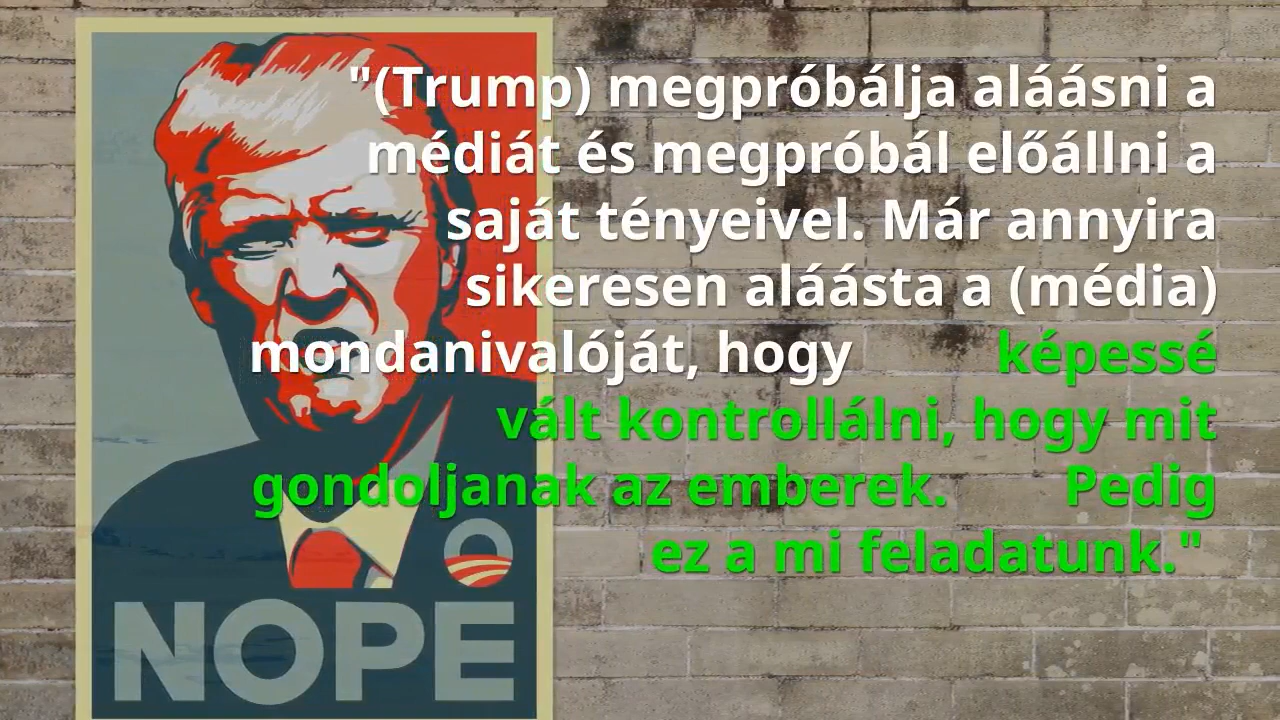 "(Trump) megpróbálja aláásni a
médiát és megpróbál előállni a
saját tényeivel. Már annyira
sikeresen aláásta a (média)
mondanivalóját, hogy képessé
vált kontrollálni, hogy mit
gondoljanak az emberek. Pedig
ez a mi feladatunk."
NOPE